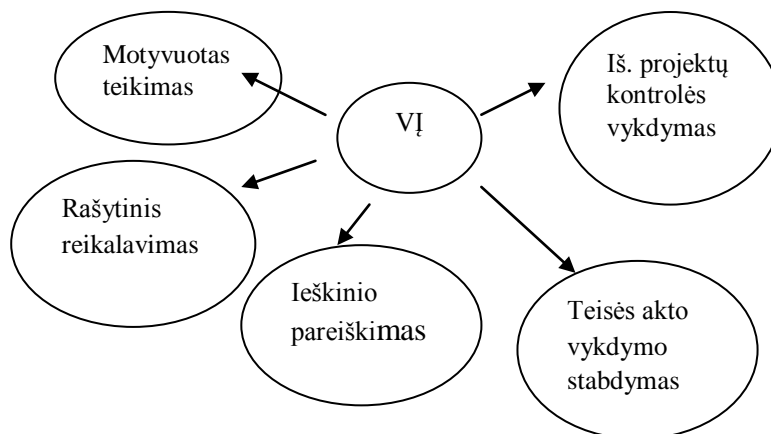 Motyvuotas
teikimas
VĮ
Iš. projektų
kontrolės
vykdymas
Rašytinis
reikalavimas
Ieškinio
pareiškimas
Teisės akto
vykdymo
stabdymas